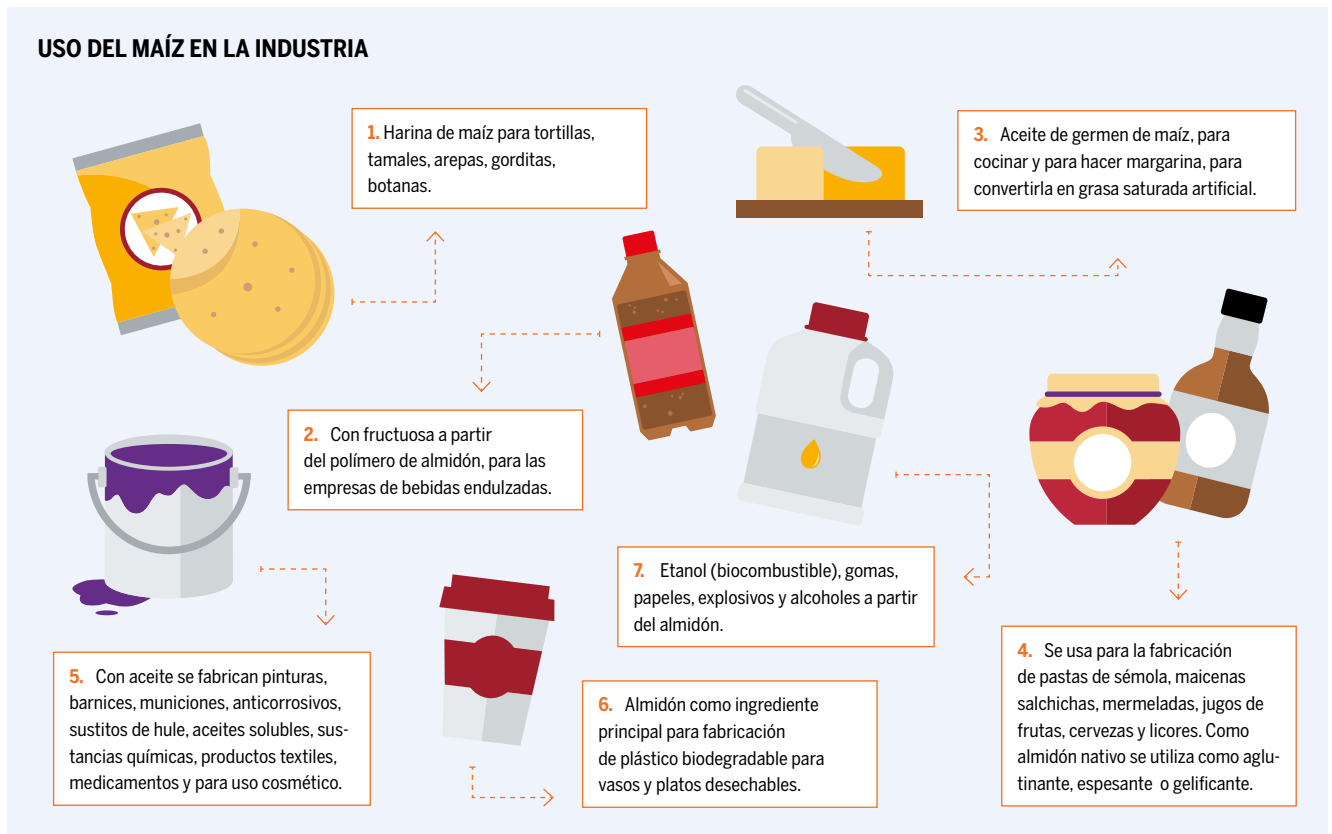 USO DEL MAÍZ EN LA INDUSTRIA
1. Harina de maíz para tortillas,
tamales, arepas, gorditas,
botanas.
2. Con fructuosa a partir
del polímero de almidón, para las
empresas de bebidas endulzadas.
3. Aceite de germen de maíz, para
cocinar y para hacer margarina, para
convertirla en grasa saturada artificial.
4. Se usa para la fabricación
de pastas de sémola, maicenas
salchichas, mermeladas, jugos de
frutas, cervezas y licores. Como
almidón nativo se utiliza como aglu-
tinante, espesante o gelificante.
5. Con aceite se fabrican pinturas,
barnices, municiones, anticorrosivos,
sustitos de hule, aceites solubles, sus-
tancias químicas, productos textiles,
medicamentos y para uso cosmético.
6. Almidón como ingrediente
principal para fabricación
de plástico biodegradable para
vasos y platos desechables.
7. Etanol (biocombustible), gomas,
papeles, explosivos y alcoholes a partir
del almidón.